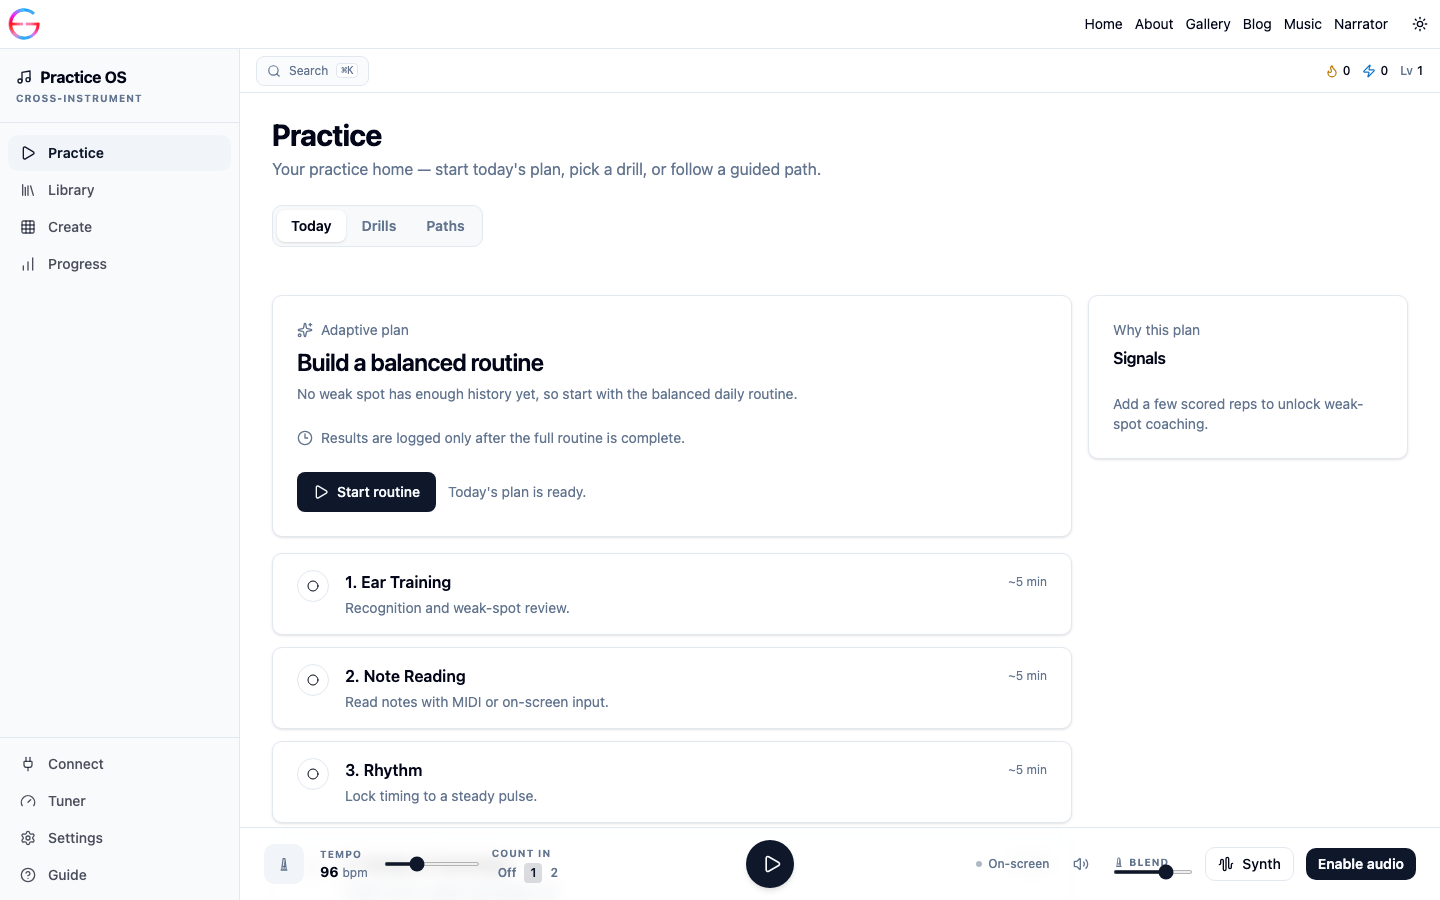 Home About Gallery Blog Music Narrator
Practice OS
CROSS-INSTRUMENT
Practice
Library
Create
Progress
Connect
Tuner
Settings
Guide
Search ⌘K
0 0 Lv 1
Practice
Your practice home — start today's plan, pick a drill, or follow a guided path.
Today Drills Paths
Adaptive plan
Build a balanced routine
No weak spot has enough history yet, so start with the balanced daily routine.
Results are logged only after the full routine is complete.
Start routine Today's plan is ready.
Why this plan
Signals
Add a few scored reps to unlock weak-
spot coaching.
1. Ear Training ~5 min
Recognition and weak-spot review.
2. Note Reading ~5 min
Read notes with MIDI or on-screen input.
3. Rhythm ~5 min
Lock timing to a steady pulse.
TEMPO
96 bpm
COUNT IN
Off 1 2
On-screen
BLEND
Synth
Enable audio